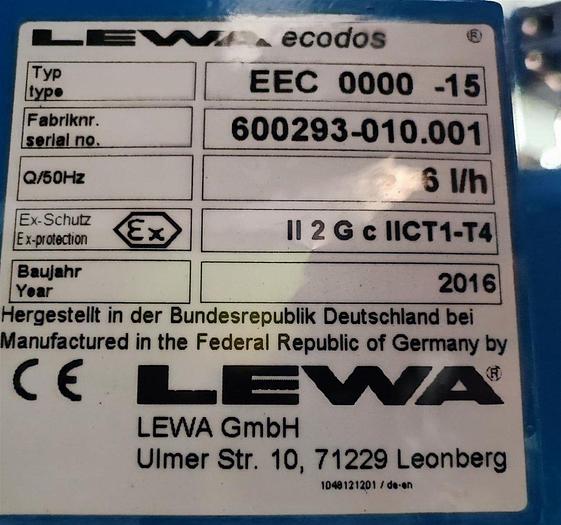 LEWA ecodos ®
Typ
type
EEC 0000 -15
Fabriknr.
serial no.
600293-010.001
Q/50Hz
6 l/h
Ex-Schutz
Ex-protection
Ex
II 2 G c IICT1-T4
Baujahr
Year
2016
Hergestellt in der Bundesrepublik Deutschland bei
Manufactured in the Federal Republic of Germany by
CE LEWA ®
LEWA GmbH
Ulmer Str. 10, 71229 Leonberg
1048121201 / de-en